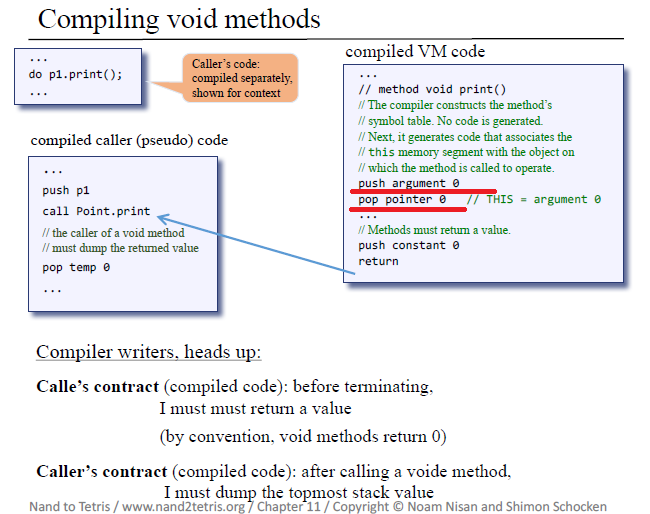 Compiling void methods
...
do p1.print();
...
Caller's code:
compiled separately,
shown for context
compiled caller (pseudo) code
...
push p1
call Point.print
// the caller of a void method
// must dump the returned value
pop temp 0
...
compiled VM code
...
// method void print()
// The compiler constructs the method's
// symbol table. No code is generated.
// Next, it generates code that associates the
// this memory segment with the object on
// which the method is called to operate.
push argument 0
pop pointer 0 // THIS = argument 0
...
// Methods must return a value.
push constant 0
return
Compiler writers, heads up:
Calle's contract (compiled code): before terminating,
I must must return a value
(by convention, void methods return 0)
Caller's contract (compiled code): after calling a voide method,
I must dump the topmost stack value
Nand to Tetris / www.nand2tetris.org / Chapter 11 / Copyright © Noam Nisan and Shimon Schocken